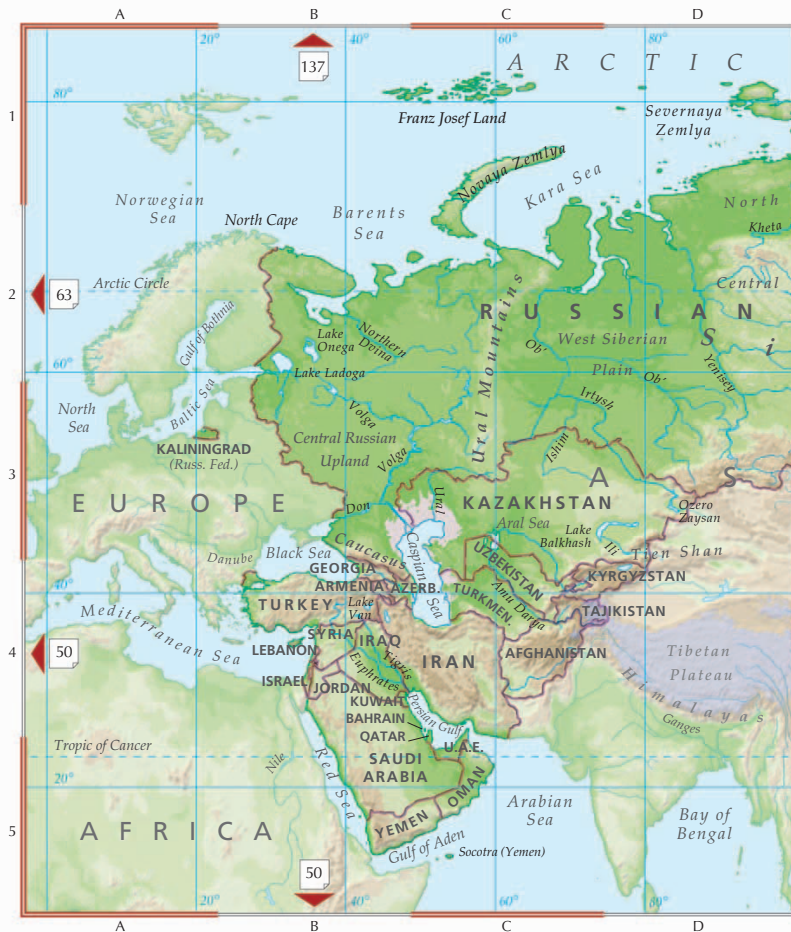 A B C D
20° 40° 60° 80°
137
A R C T I C
80°
1
Franz Josef Land
Severnaya
Zemlya
Novaya Zemlya
Kara Sea
Norwegian
Sea
North Cape
Barents
Sea
North
Kheta
Arctic Circle
2
63
Central
R U S S I A N
Gulf of Bothnia
Lake
Onega
Northern
Dvina
Ural Mountains
West Siberian
Plain
S i
Ob'
Ob'
Yenisey
60°
Lake Ladoga
Irtysh
North
Sea
Baltic Sea
Volga
KALININGRAD
(Russ. Fed.)
Central Russian
Upland
Volga
Ishim
3
A S
E U R O P E
Don
Ural
KAZAKHSTAN
Ozero
Zaysan
Aral Sea
Lake
Balkhash
Ili
Tien Shan
Danube
Black Sea
Caucasus
Caspian Sea
UZBEKISTAN
GEORGIA
ARMENIA
AZERB.
KYRGYZSTAN
40°
TURKEY
Lake
Van
TURKMEN.
Amu Darya
TAJIKISTAN
Mediterranean Sea
SYRIA
IRAQ
4
50
LEBANON
Tigris
Euphrates
IRAN
AFGHANISTAN
Tibetan
Plateau
ISRAEL
JORDAN
KUWAIT
Himalayas
BAHRAIN
Persian Gulf
QATAR
Ganges
Tropic of Cancer
U.A.E.
Nile
Red Sea
SAUDI
ARABIA
20°
OMAN
Arabian
Sea
Bay of
Bengal
5
A F R I C A
YEMEN
Gulf of Aden
Socotra (Yemen)
50
20° 40° 60° 80°
A B C D